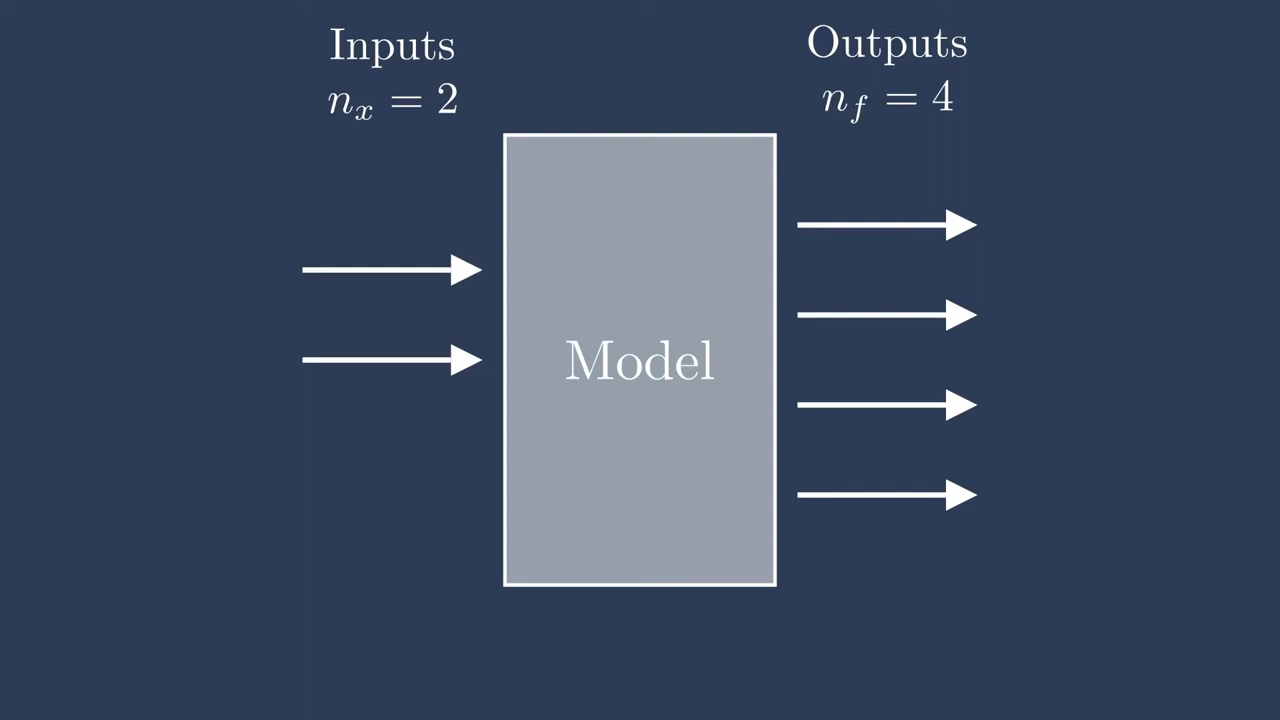 Inputs
n_x = 2
Outputs
n_f = 4
Model